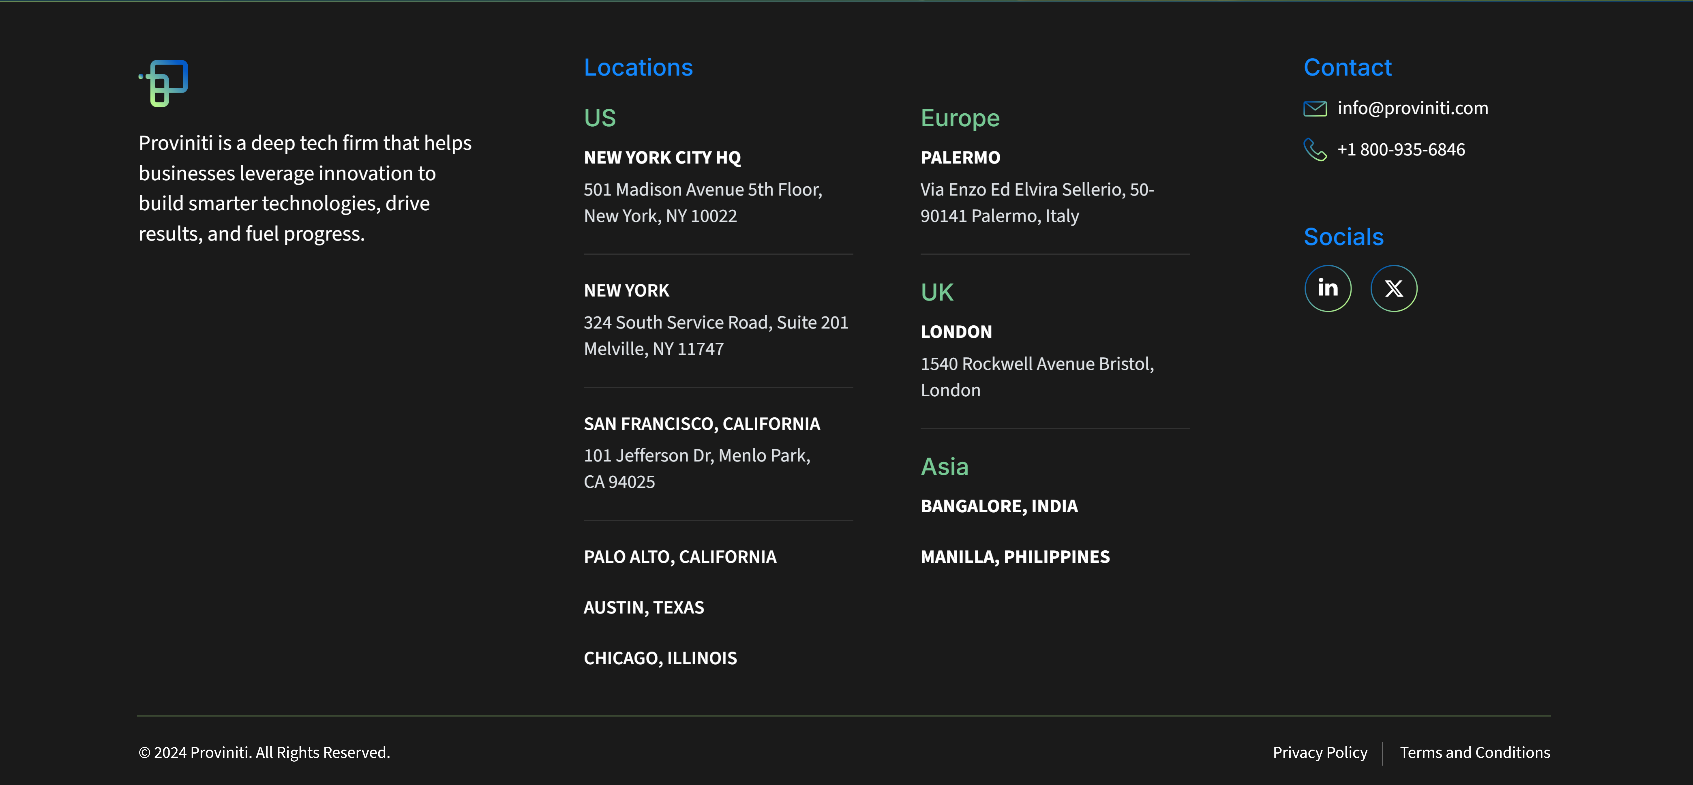 Proviniti is a deep tech firm that helps
businesses leverage innovation to
build smarter technologies, drive
results, and fuel progress.
Locations
US
NEW YORK CITY HQ
501 Madison Avenue 5th Floor,
New York, NY 10022
NEW YORK
324 South Service Road, Suite 201
Melville, NY 11747
SAN FRANCISCO, CALIFORNIA
101 Jefferson Dr, Menlo Park,
CA 94025
PALO ALTO, CALIFORNIA
AUSTIN, TEXAS
CHICAGO, ILLINOIS
Europe
PALERMO
Via Enzo Ed Elvira Sellerio, 50-
90141 Palermo, Italy
UK
LONDON
1540 Rockwell Avenue Bristol,
London
Asia
BANGALORE, INDIA
MANILLA, PHILIPPINES
Contact
info@proviniti.com
+1 800-935-6846
Socials
in
X
© 2024 Proviniti. All Rights Reserved.
Privacy Policy
Terms and Conditions